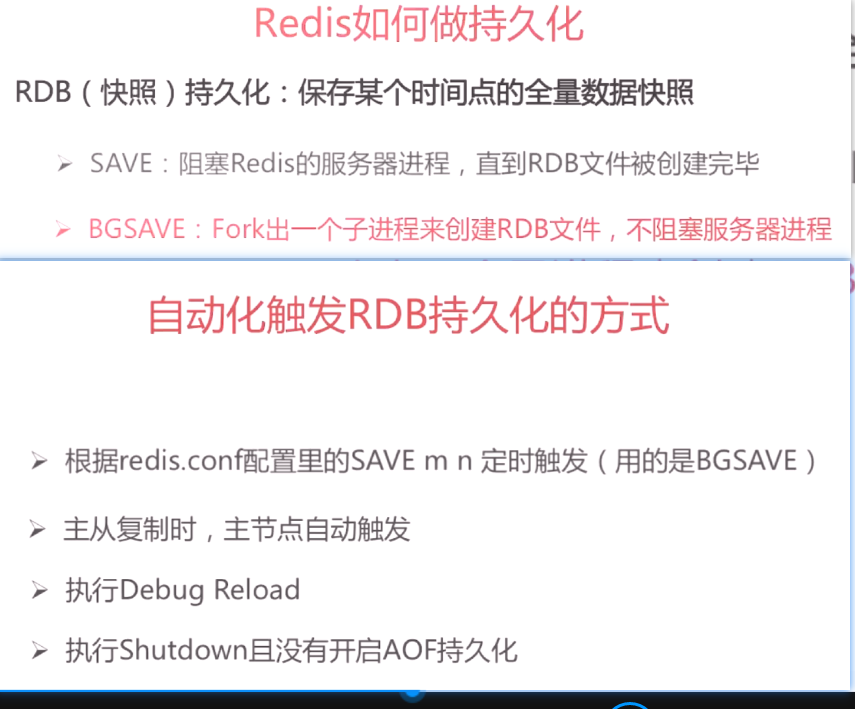 Redis如何做持久化
RDB（快照）持久化：保存某个时间点的全量数据快照
➢ SAVE：阻塞Redis的服务器进程，直到RDB文件被创建完毕
➢ BGSAVE：Fork出一个子进程来创建RDB文件，不阻塞服务器进程
自动化触发RDB持久化的方式
➢ 根据redis.conf配置里的SAVE m n 定时触发（用的是BGSAVE）
➢ 主从复制时，主节点自动触发
➢ 执行Debug Reload
➢ 执行Shutdown且没有开启AOF持久化